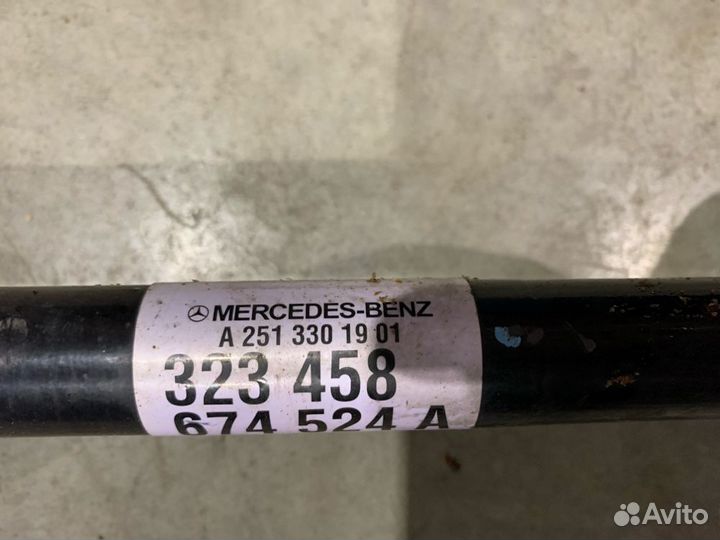 MERCEDES-BENZ
A 251 330 19 01
323 458
674 524 A
Avito